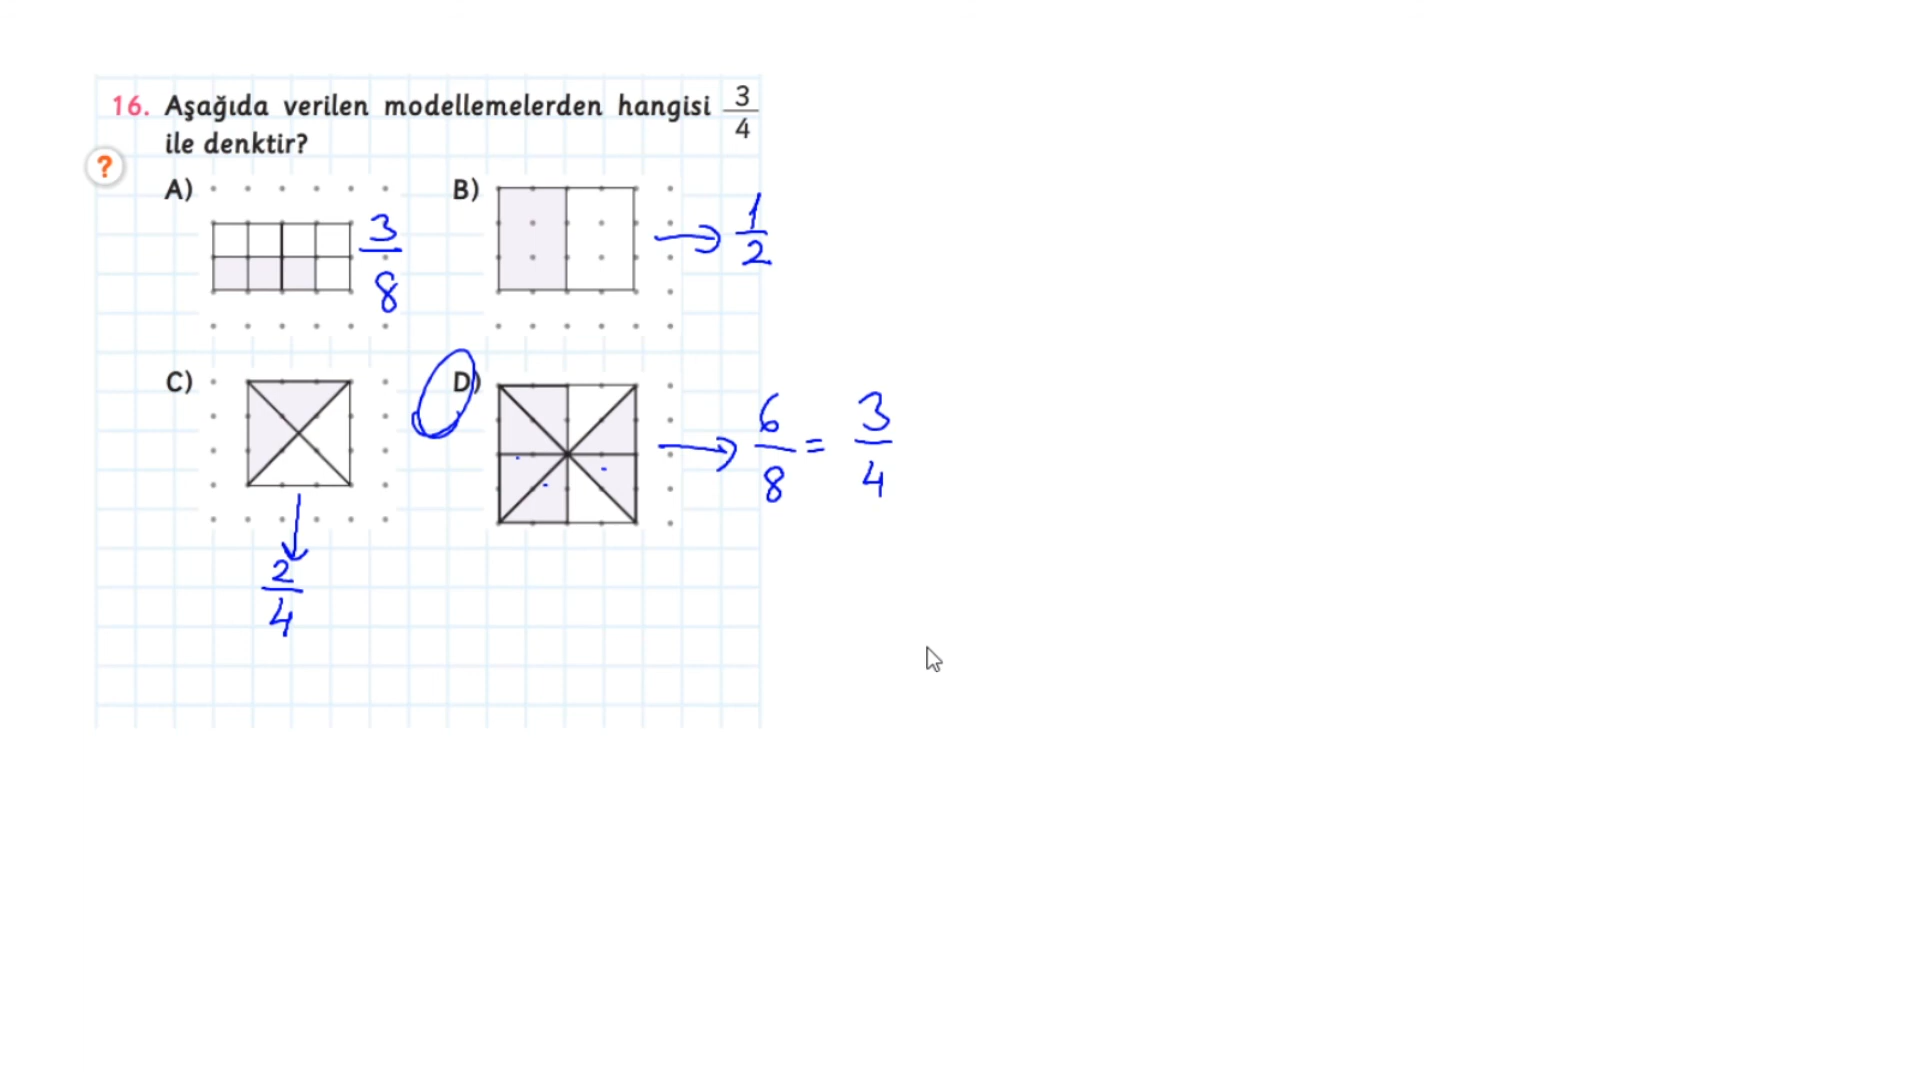 16. Aşağıda verilen modellemelerden hangisi 3/4
ile denktir?
?
A) 3/8
B) → 1/2
C) → 2/4
D) → 6/8 = 3/4